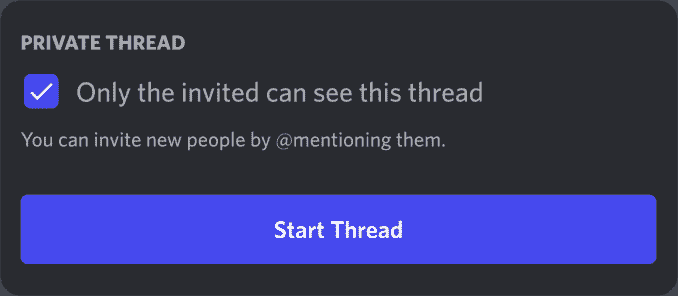 PRIVATE THREAD
Only the invited can see this thread
You can invite new people by @mentioning them.
Start Thread